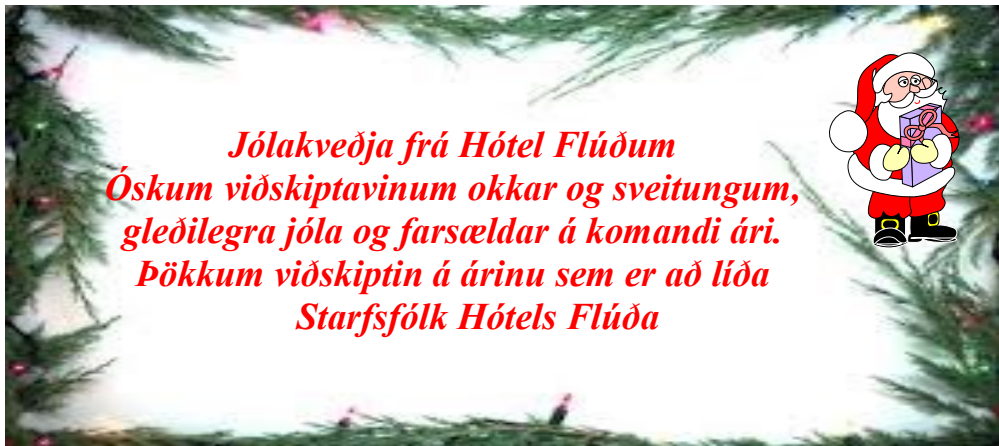 Jólakveðja frá Hótel Flúðum
Óskum viðskiptavinum okkar og sveitungum,
gleðilegra jóla og farsældar á komandi ári.
Þökkum viðskiptin á árinu sem er að líða
Starfsfólk Hótels Flúða